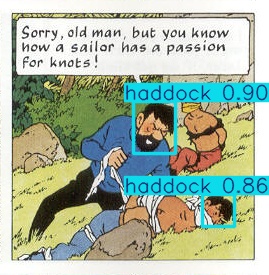 Sorry, old man, but you know
how a sailor has a passion
for knots!
haddock 0.90
haddock 0.86